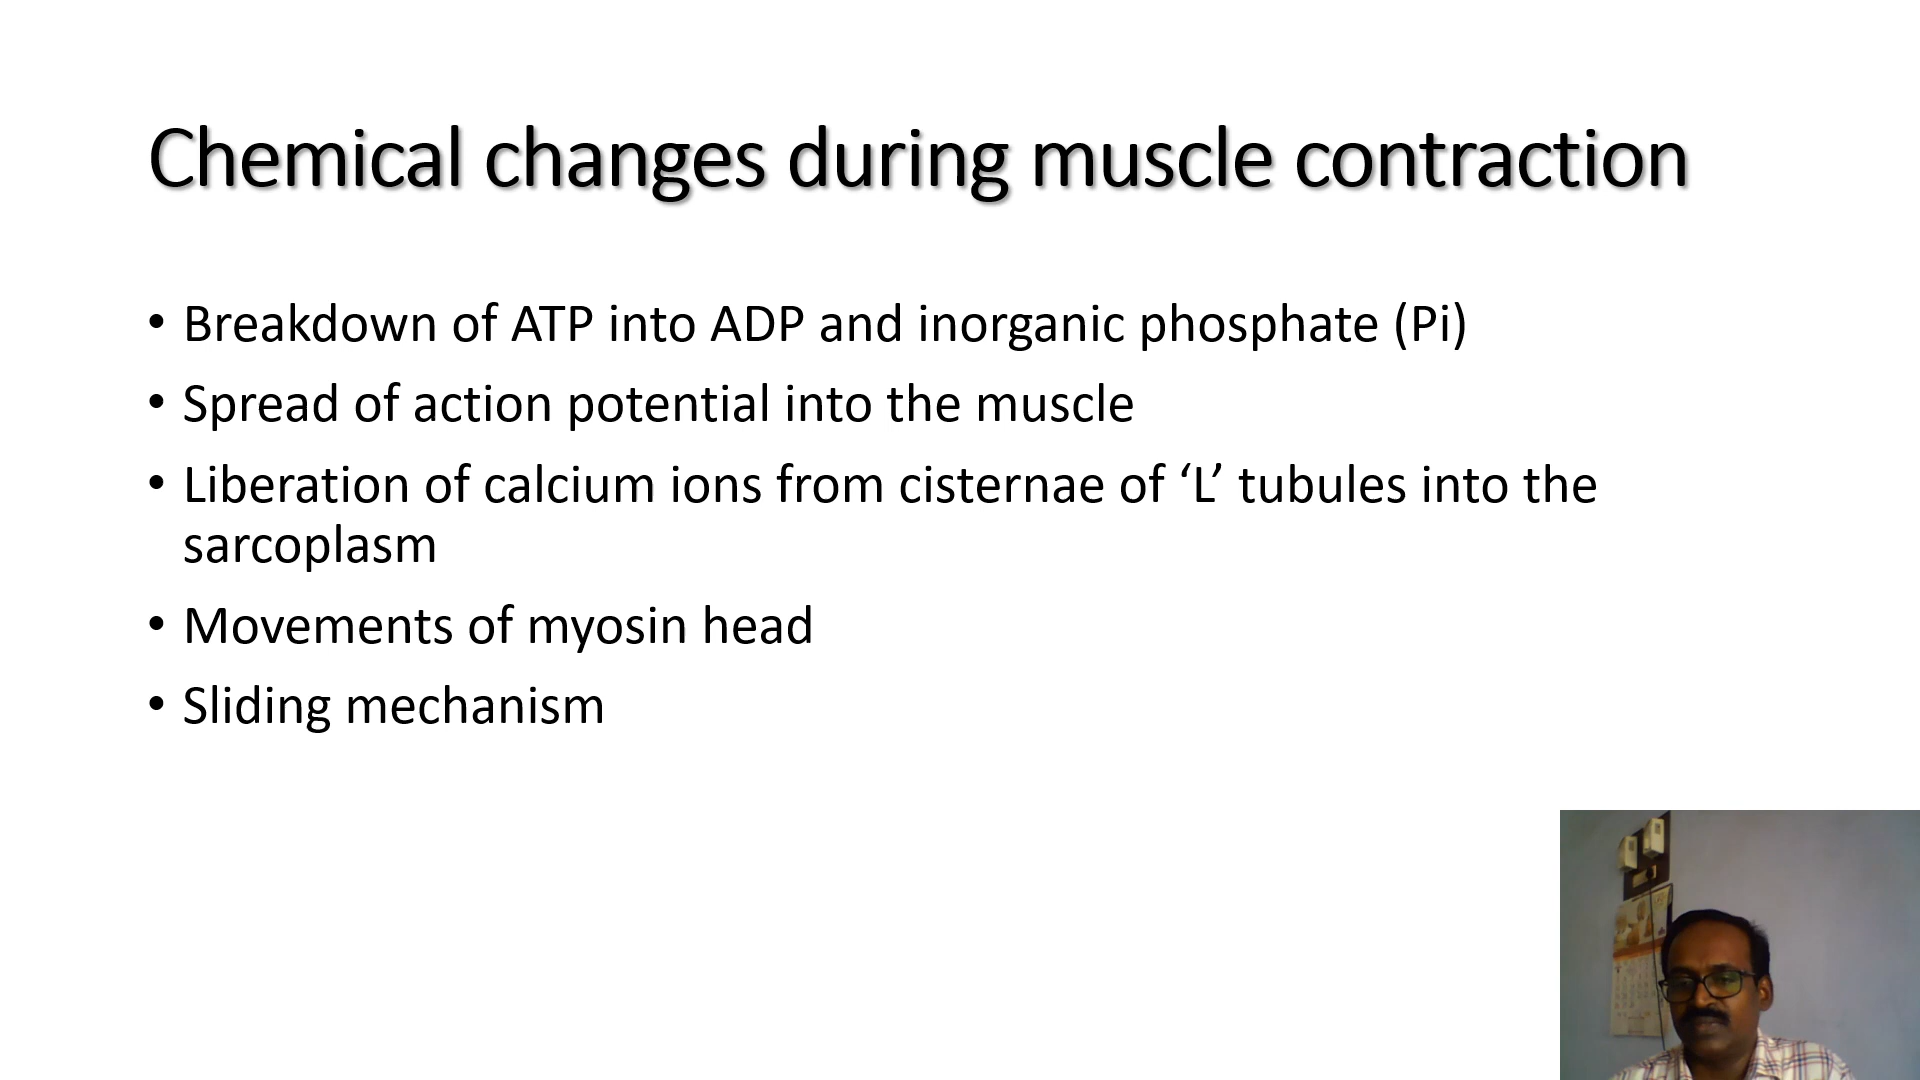 Chemical changes during muscle contraction
• Breakdown of ATP into ADP and inorganic phosphate (Pi)
• Spread of action potential into the muscle
• Liberation of calcium ions from cisternae of ‘L’ tubules into the
sarcoplasm
• Movements of myosin head
• Sliding mechanism